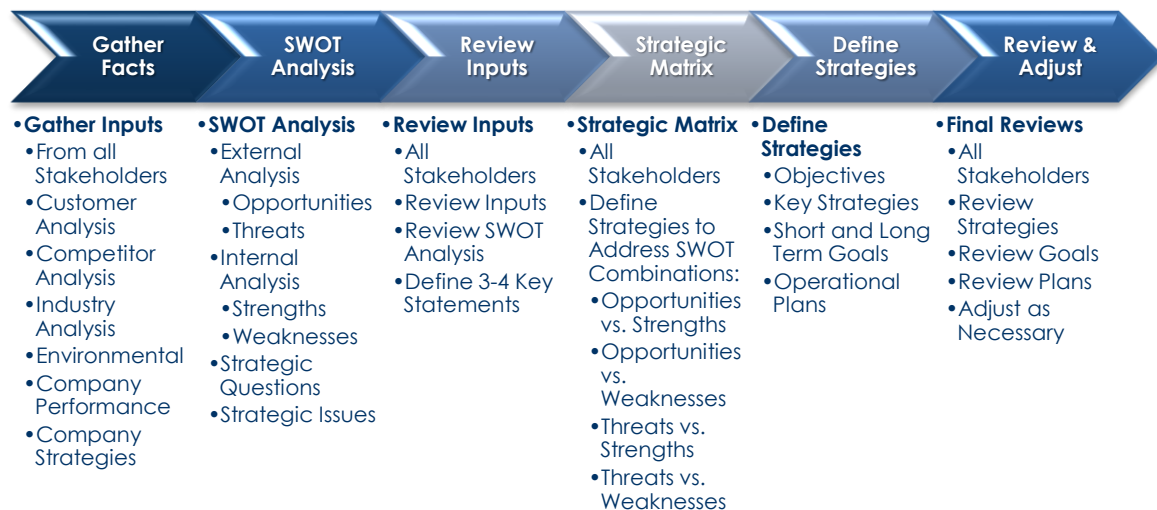 Gather
Facts
SWOT
Analysis
Review
Inputs
Strategic
Matrix
Define
Strategies
Review &
Adjust
•Gather Inputs
•From all
Stakeholders
•Customer
Analysis
•Competitor
Analysis
•Industry
Analysis
•Environmental
•Company
Performance
•Company
Strategies
•SWOT Analysis
•External
Analysis
•Opportunities
•Threats
•Internal
Analysis
•Strengths
•Weaknesses
•Strategic
Questions
•Strategic Issues
•Review Inputs
•All
Stakeholders
•Review Inputs
•Review SWOT
Analysis
•Define 3-4 Key
Statements
•Strategic Matrix
•All
Stakeholders
•Define
Strategies to
Address SWOT
Combinations:
•Opportunities
vs. Strengths
•Opportunities
vs.
Weaknesses
•Threats vs.
Strengths
•Threats vs.
Weaknesses
•Define
Strategies
•Objectives
•Key Strategies
•Short and Long
Term Goals
•Operational
Plans
•Final Reviews
•All
Stakeholders
•Review
Strategies
•Review Goals
•Review Plans
•Adjust as
Necessary